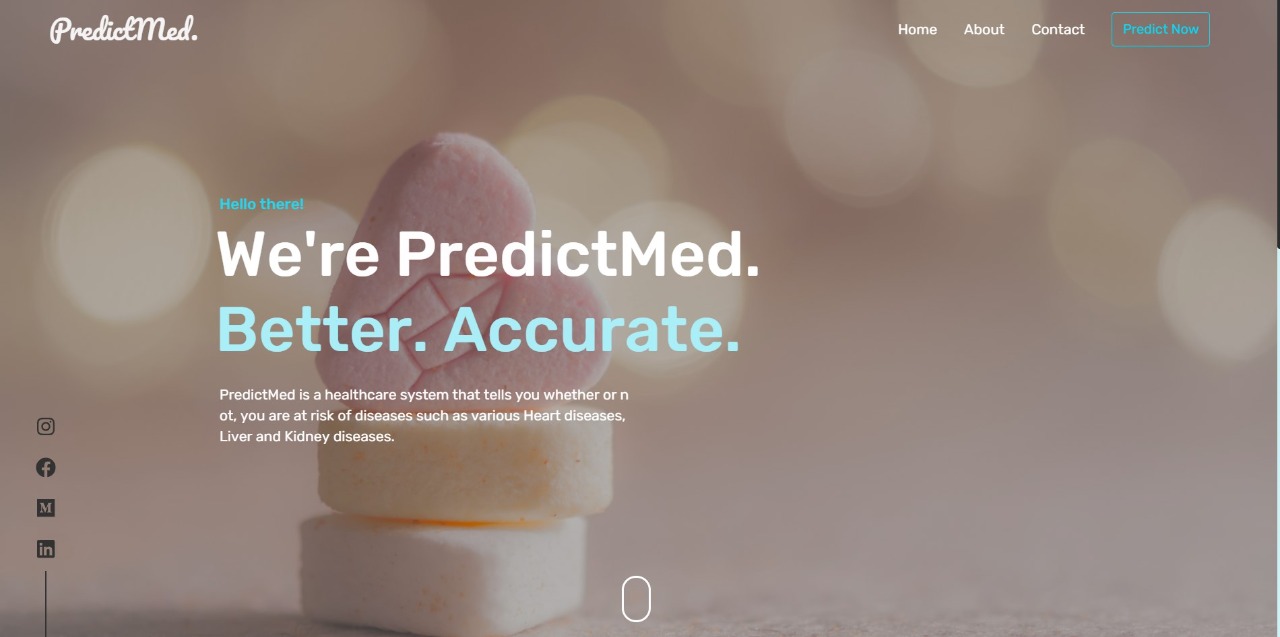 PredictMed.
Home About Contact Predict Now
Hello there!
We're PredictMed.
Better. Accurate.
PredictMed is a healthcare system that tells you whether or n
ot, you are at risk of diseases such as various Heart diseases,
Liver and Kidney diseases.
M
in